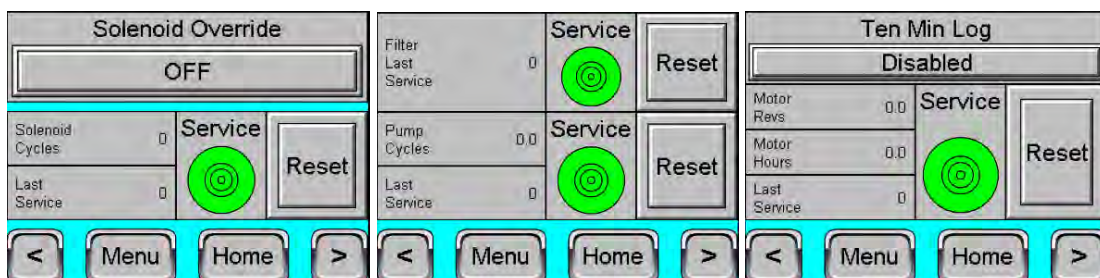 Solenoid Override
OFF
Solenoid
Cycles
0
Service
Reset
Last
Service
0
<
Menu
Home
>
Filter
Last
Service
0
Service
Reset
Pump
Cycles
0.0
Service
Reset
Last
Service
0
<
Menu
Home
>
Ten Min Log
Disabled
Motor
Revs
0.0
Service
Reset
Motor
Hours
0.0
Last
Service
0
<
Menu
Home
>